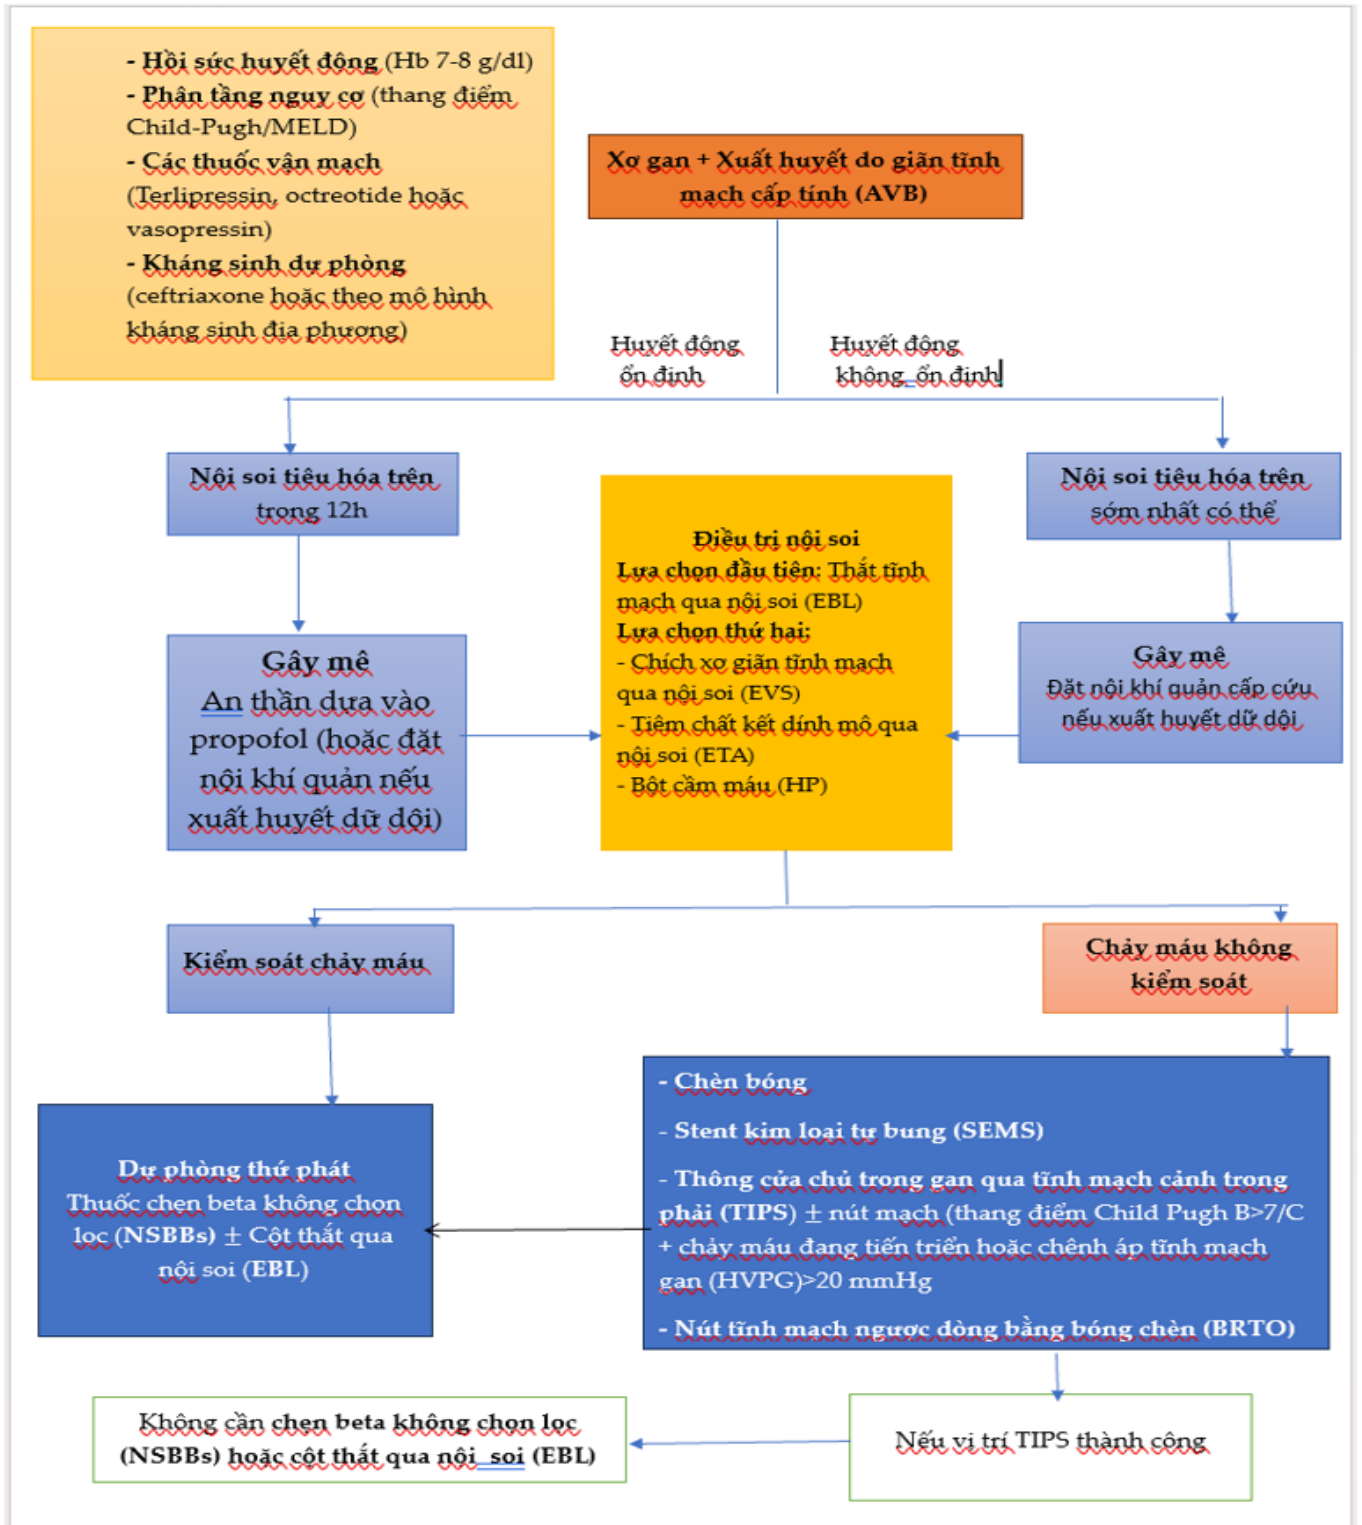 - Hồi sức huyết động (Hb 7-8 g/dl)
- Phân tầng nguy cơ (thang điểm
Child-Pugh/MELD)
- Các thuốc vận mạch
(Terlipressin, octreotide hoặc
vasopressin)
- Kháng sinh dự phòng
(ceftriaxone hoặc theo mô hình
kháng sinh địa phương)
Xơ gan + Xuất huyết do giãn tĩnh
mạch cấp tính (AVB)
Huyết động
ổn định
Huyết động
không ổn định
Nội soi tiêu hóa trên
trong 12h
Nội soi tiêu hóa trên
sớm nhất có thể
Gây mê
An thần dựa vào
propofol (hoặc đặt
nội khí quản nếu
xuất huyết dữ dội)
Điều trị nội soi
Lựa chọn đầu tiên: Thắt tĩnh
mạch qua nội soi (EBL)
Lựa chọn thứ hai:
- Chích xơ giãn tĩnh mạch
qua nội soi (EVS)
- Tiêm chất kết dính mô qua
nội soi (ETA)
- Bột cầm máu (HP)
Gây mê
Đặt nội khí quản cấp cứu
nếu xuất huyết dữ dội
Kiểm soát chảy máu
Chảy máu không
kiểm soát
Dự phòng thứ phát
Thuốc chẹn beta không chọn
lọc (NSBBs) ± Cột thắt qua
nội soi (EBL)
- Chèn bóng
- Stent kim loại tự bung (SEMS)
- Thông cửa chủ trong gan qua tĩnh mạch cảnh trong
phải (TIPS) ± nút mạch (thang điểm Child Pugh B>7/C
+ chảy máu đang tiến triển hoặc chênh áp tĩnh mạch
gan (HVPG)>20 mmHg
- Nút tĩnh mạch ngược dòng bằng bóng chèn (BRTO)
Không cần chẹn beta không chọn lọc
(NSBBs) hoặc cột thắt qua nội soi (EBL)
Nếu vị trí TIPS thành công